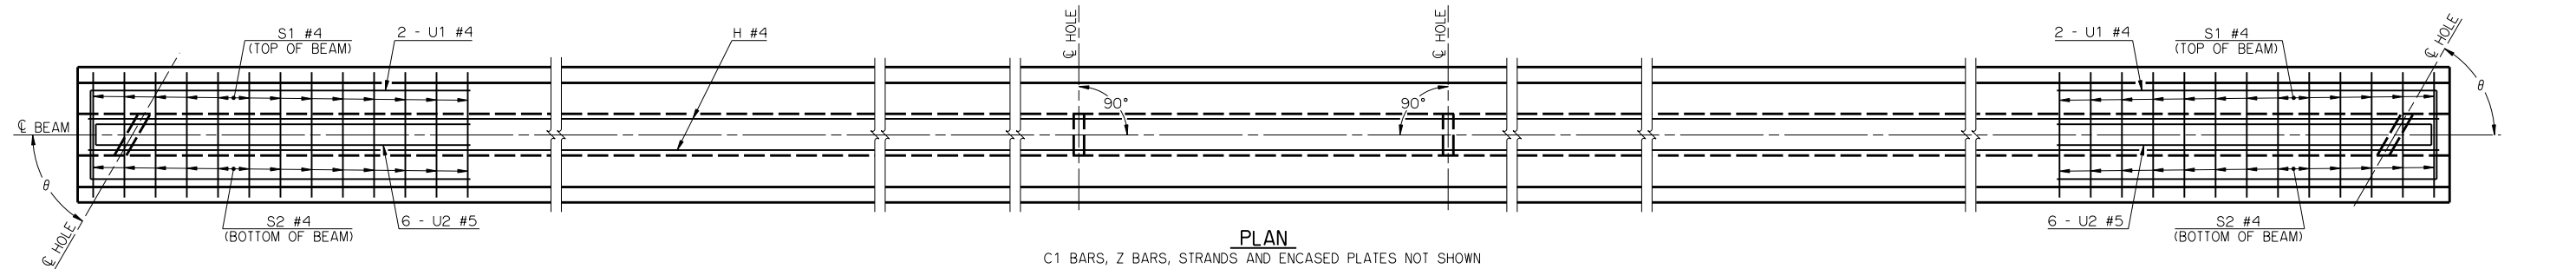 S1 #4
(TOP OF BEAM)
2 - U1 #4
H #4
℄ HOLE
℄ HOLE
2 - U1 #4
S1 #4
(TOP OF BEAM)
℄ HOLE
90°
90°
θ
℄ BEAM
θ
℄ HOLE
S2 #4
(BOTTOM OF BEAM)
6 - U2 #5
6 - U2 #5
S2 #4
(BOTTOM OF BEAM)
PLAN
C1 BARS, Z BARS, STRANDS AND ENCASED PLATES NOT SHOWN